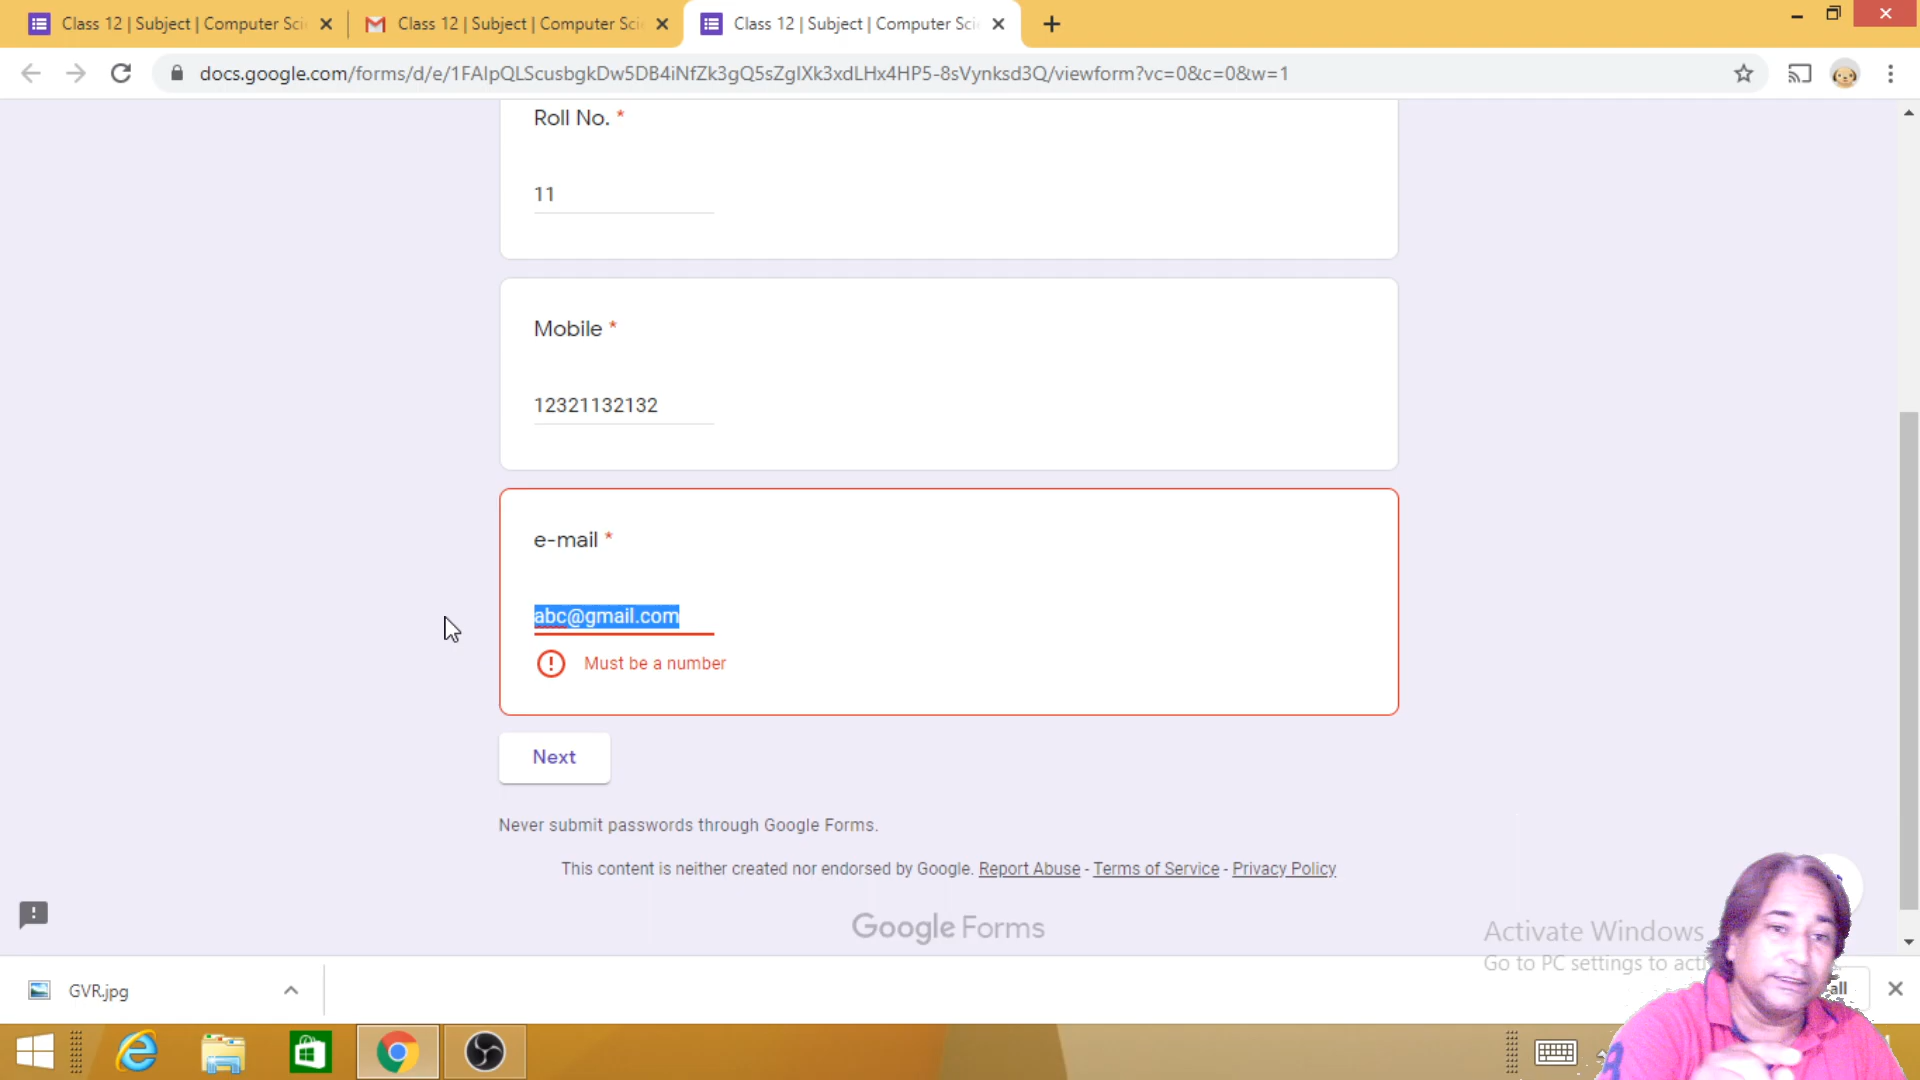 Class 12 | Subject | Computer Sci
Class 12 | Subject | Computer Sci
Class 12 | Subject | Computer Sci
docs.google.com/forms/d/e/1FAIpQLScusbgkDw5DB4iNfZk3gQ5sZglXk3xdLHx4HP5-8sVynksd3Q/viewform?vc=0&c=0&w=1
Roll No. *
11
Mobile *
12321132132
e-mail *
abc@gmail.com
Must be a number
Next
Never submit passwords through Google Forms.
This content is neither created nor endorsed by Google. Report Abuse - Terms of Service - Privacy Policy
Google Forms
Activate Windows
Go to PC settings to acti
GVR.jpg
all